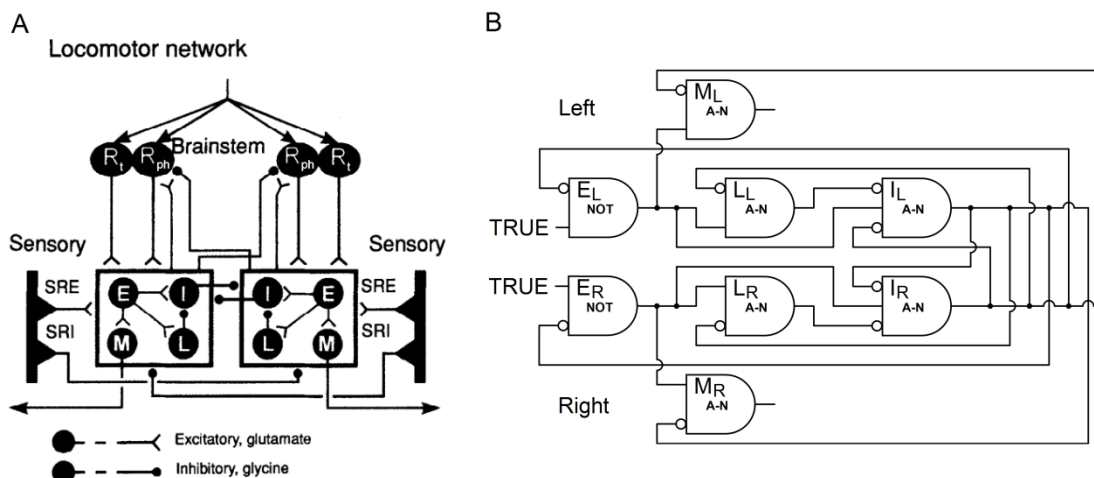 A
Locomotor network
Brainstem
Rt Rph Rph Rt
Sensory Sensory
SRE SRE
SRI SRI
E I I E
M L L M
Excitatory, glutamate
Inhibitory, glycine
B
Left
ML
A-N
EL
NOT
TRUE
LL
A-N
IL
A-N
TRUE
ER
NOT
LR
A-N
IR
A-N
Right
MR
A-N